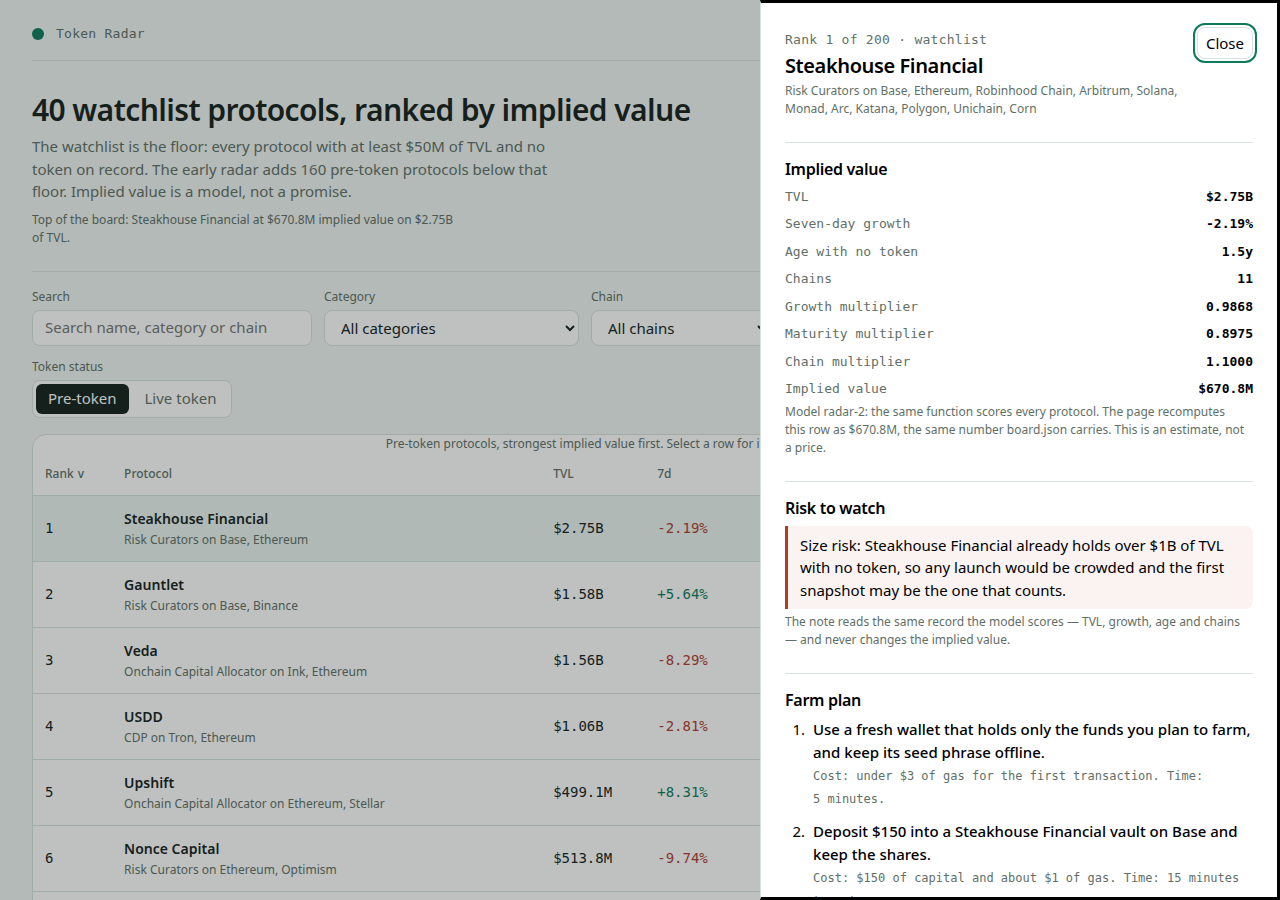 Token Radar
40 watchlist protocols, ranked by implied value
The watchlist is the floor: every protocol with at least $50M of TVL and no
token on record. The early radar adds 160 pre-token protocols below that
floor. Implied value is a model, not a promise.
Top of the board: Steakhouse Financial at $670.8M implied value on $2.75B
of TVL.
Search
Category
Chain
Search name, category or chain
All categories
All chains
Token status
Pre-token
Live token
Pre-token protocols, strongest implied value first. Select a row for i
Rank v Protocol TVL 7d
1 Steakhouse Financial $2.75B -2.19%
Risk Curators on Base, Ethereum
2 Gauntlet $1.58B +5.64%
Risk Curators on Base, Binance
3 Veda $1.56B -8.29%
Onchain Capital Allocator on Ink, Ethereum
4 USDD $1.06B -2.81%
CDP on Tron, Ethereum
5 Upshift $499.1M +8.31%
Onchain Capital Allocator on Ethereum, Stellar
6 Nonce Capital $513.8M -9.74%
Risk Curators on Ethereum, Optimism
Rank 1 of 200 · watchlist
Close
Steakhouse Financial
Risk Curators on Base, Ethereum, Robinhood Chain, Arbitrum, Solana,
Monad, Arc, Katana, Polygon, Unichain, Corn
Implied value
TVL $2.75B
Seven-day growth -2.19%
Age with no token 1.5y
Chains 11
Growth multiplier 0.9868
Maturity multiplier 0.8975
Chain multiplier 1.1000
Implied value $670.8M
Model radar-2: the same function scores every protocol. The page recomputes
this row as $670.8M, the same number board.json carries. This is an estimate, not
a price.
Risk to watch
Size risk: Steakhouse Financial already holds over $1B of TVL
with no token, so any launch would be crowded and the first
snapshot may be the one that counts.
The note reads the same record the model scores — TVL, growth, age and chains
— and never changes the implied value.
Farm plan
1. Use a fresh wallet that holds only the funds you plan to farm,
and keep its seed phrase offline.
Cost: under $3 of gas for the first transaction. Time:
5 minutes.
2. Deposit $150 into a Steakhouse Financial vault on Base and
keep the shares.
Cost: $150 of capital and about $1 of gas. Time: 15 minutes